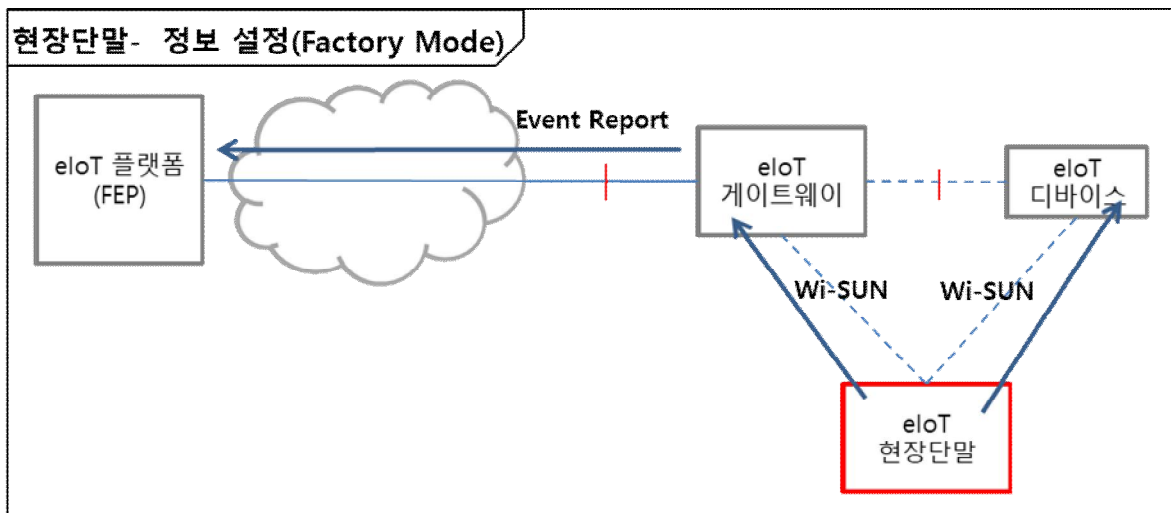 현장단말- 정보 설정(Factory Mode)
Event Report
eIoT 플랫폼
(FEP)
eIoT
게이트웨이
eIoT
디바이스
Wi-SUN
Wi-SUN
eIoT
현장단말